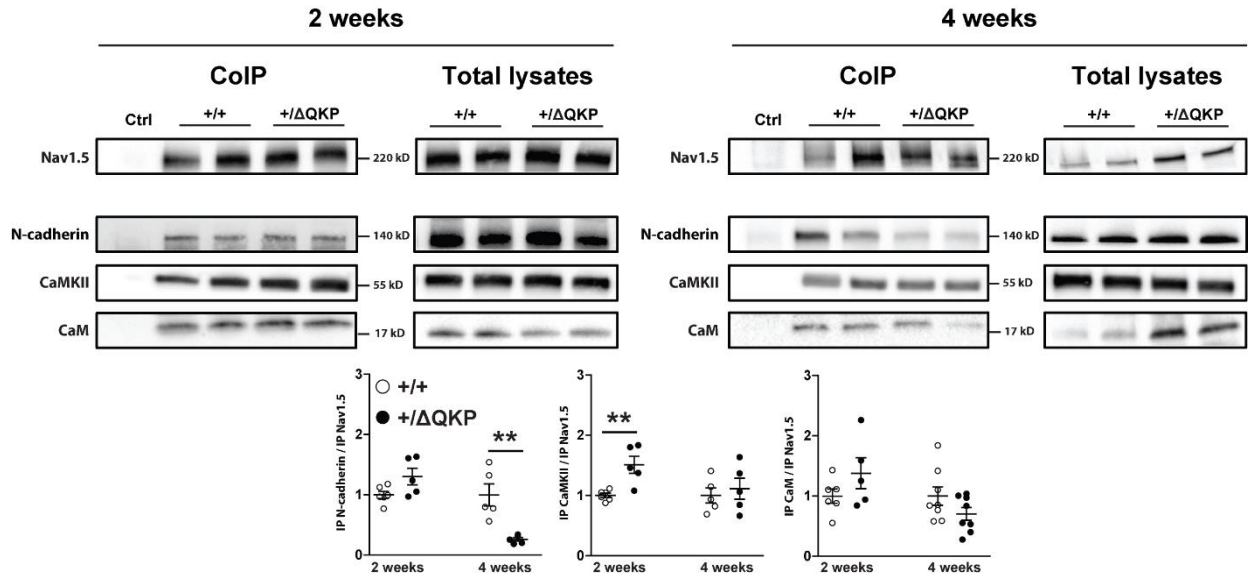 2 weeks
4 weeks
CoIP
Total lysates
CoIP
Total lysates
Ctrl +/+ +/ΔQKP
+/+ +/ΔQKP
Ctrl +/+ +/ΔQKP
+/+ +/ΔQKP
Nav1.5
220 kD
Nav1.5
220 kD
N-cadherin
140 kD
N-cadherin
140 kD
CaMKII
55 kD
CaMKII
55 kD
CaM
17 kD
CaM
17 kD
IP N-cadherin / IP Nav1.5
3
2
1
0
+/+
+/ΔQKP
**
2 weeks
4 weeks
IP CaMKII / IP Nav1.5
3
2
1
0
**
2 weeks
4 weeks
IP CaM / IP Nav1.5
3
2
1
0
2 weeks
4 weeks